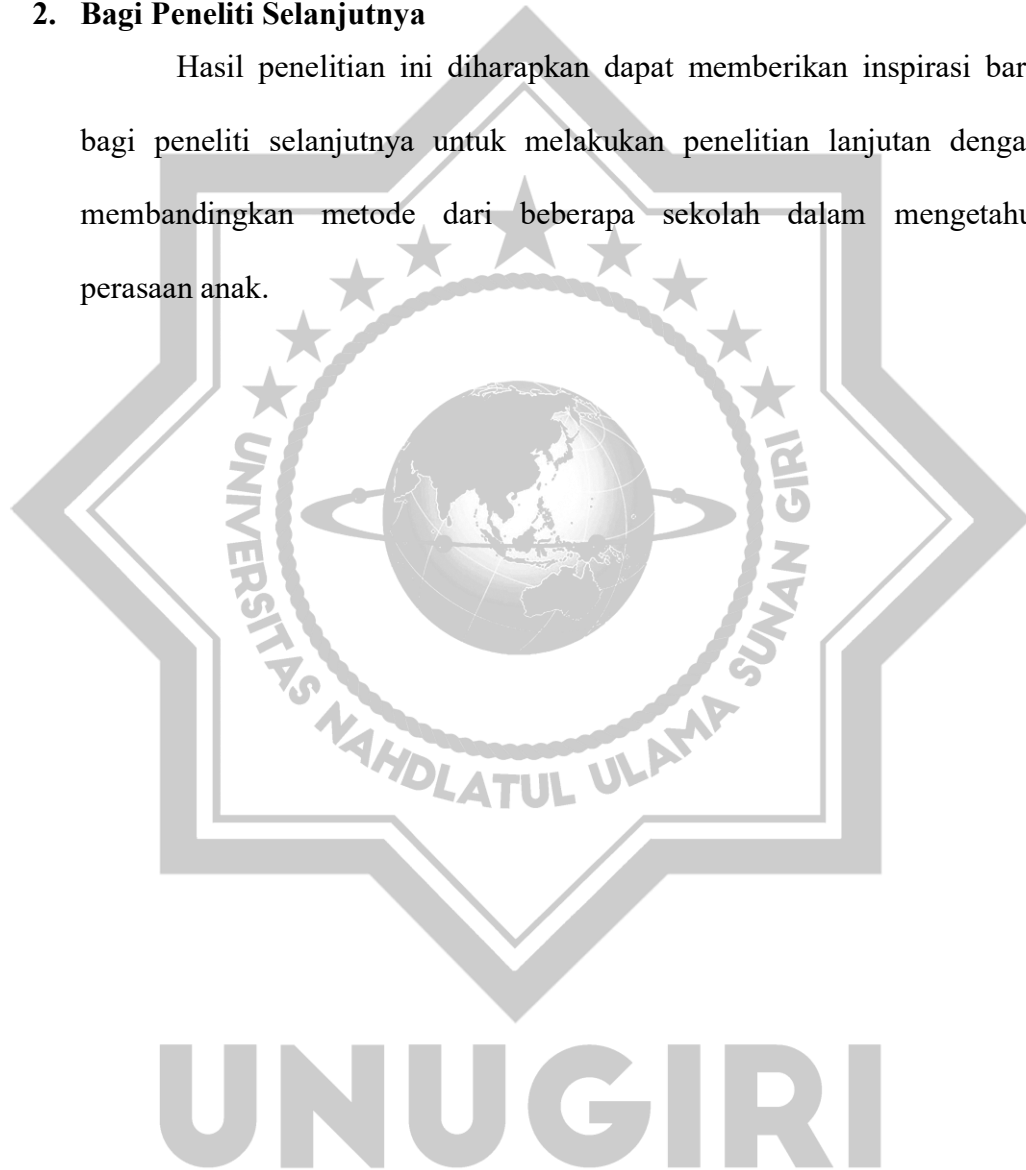 2. Bagi Peneliti Selanjutnya
Hasil penelitian ini diharapkan dapat memberikan inspirasi bar
bagi peneliti selanjutnya untuk melakukan penelitian lanjutan denga
membandingkan metode dari beberapa sekolah dalam mengetahu
perasaan anak.
UNIVERSITAS NAHDLATUL ULAMA SUNAN GIRI
UNUGIRI